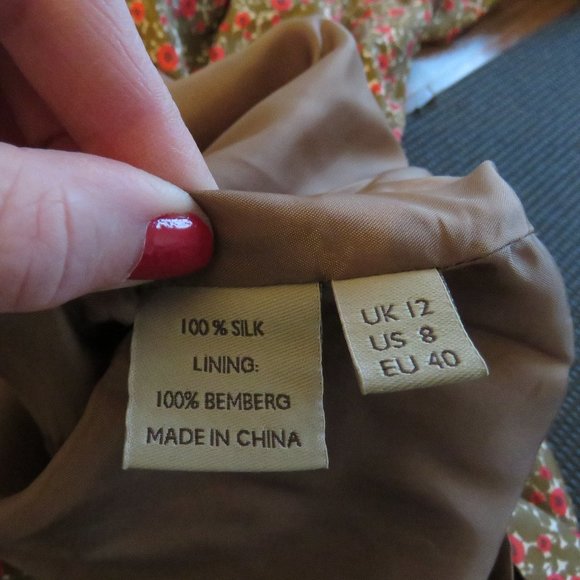 100% SILK
LINING:
100% BEMBERG
MADE IN CHINA
UK 12
US 8
EU 40